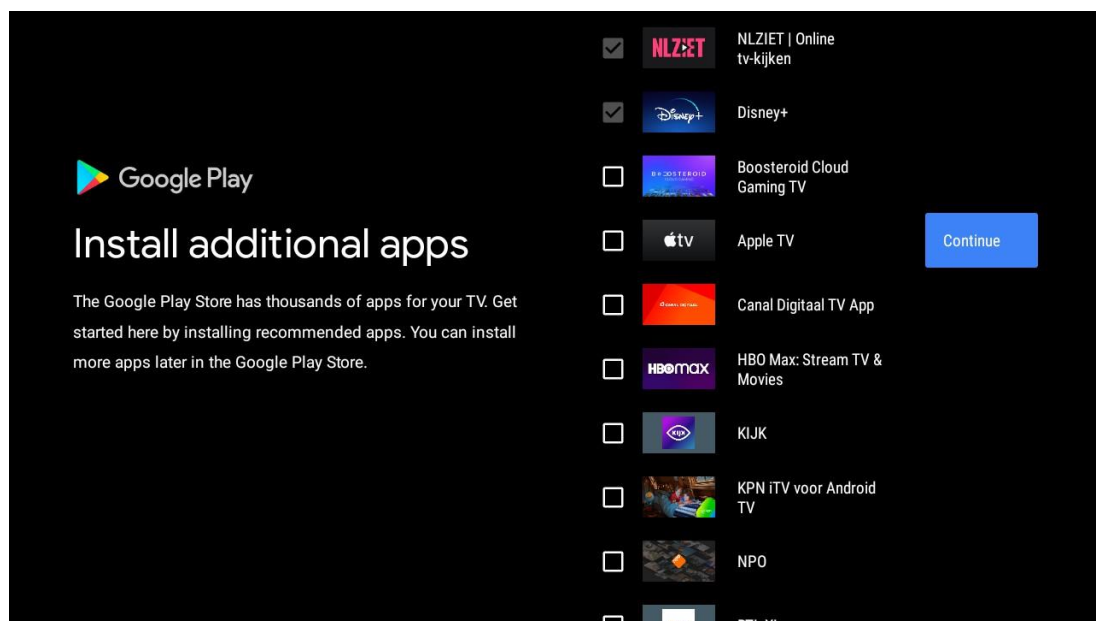 Google Play
Install additional apps
The Google Play Store has thousands of apps for your TV. Get
started here by installing recommended apps. You can install
more apps later in the Google Play Store.
NLZIET
NLZIET | Online
tv-kijken
Disney+
Disney+
BOOSTEROID
Boosteroid Cloud
Gaming TV
tv
Apple TV
Canal Digitaal TV App
HBOMAX
HBO Max: Stream TV &
Movies
KIJK
KIJK
KPN iTV voor Android
TV
NPO
Continue